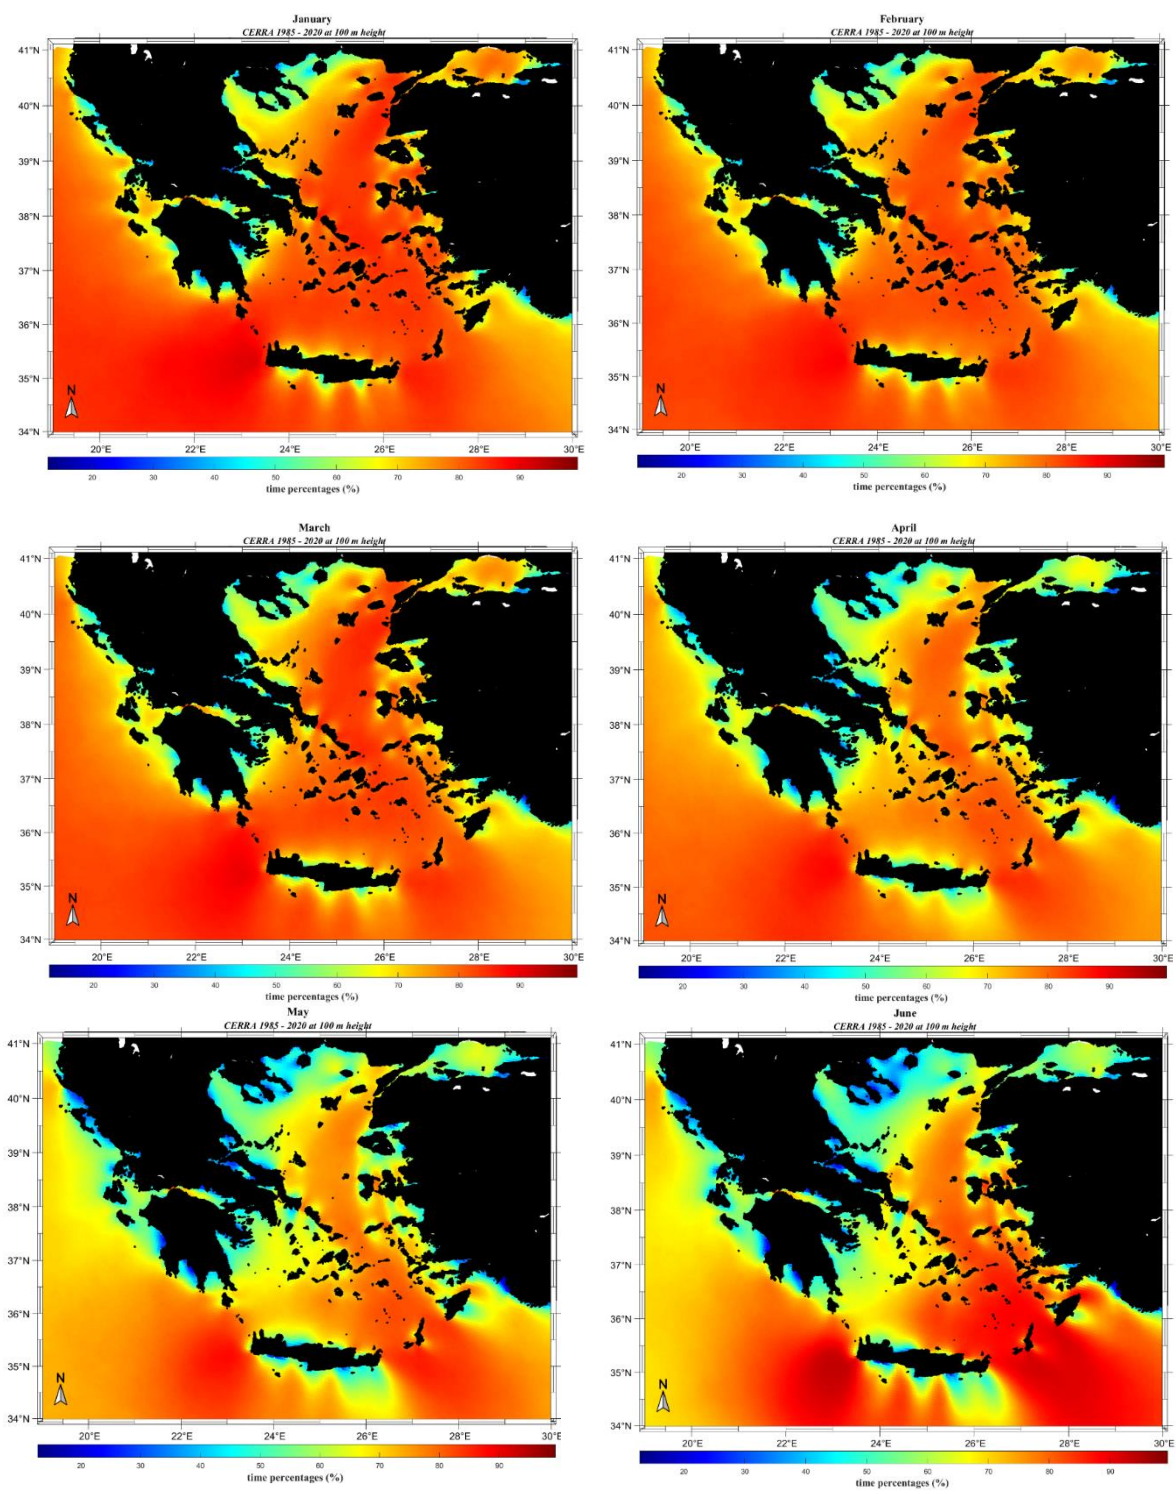 January
CERRA 1985 - 2020 at 100 m height
41°N
40°N
39°N
38°N
37°N
36°N
35°N
34°N
N
20°E 22°E 24°E 26°E 28°E 30°E
20 30 40 50 60 70 80 90
time percentages (%)
February
CERRA 1985 - 2020 at 100 m height
41°N
40°N
39°N
38°N
37°N
36°N
35°N
34°N
N
20°E 22°E 24°E 26°E 28°E 30°E
20 30 40 50 60 70 80 90
time percentages (%)
March
CERRA 1985 - 2020 at 100 m height
41°N
40°N
39°N
38°N
37°N
36°N
35°N
34°N
N
20°E 22°E 24°E 26°E 28°E 30°E
20 30 40 50 60 70 80 90
time percentages (%)
April
CERRA 1985 - 2020 at 100 m height
41°N
40°N
39°N
38°N
37°N
36°N
35°N
34°N
N
20°E 22°E 24°E 26°E 28°E 30°E
20 30 40 50 60 70 80 90
time percentages (%)
May
CERRA 1985 - 2020 at 100 m height
41°N
40°N
39°N
38°N
37°N
36°N
35°N
34°N
N
20°E 22°E 24°E 26°E 28°E 30°E
20 30 40 50 60 70 80 90
time percentages (%)
June
CERRA 1985 - 2020 at 100 m height
41°N
40°N
39°N
38°N
37°N
36°N
35°N
34°N
N
20°E 22°E 24°E 26°E 28°E 30°E
20 30 40 50 60 70 80 90
time percentages (%)